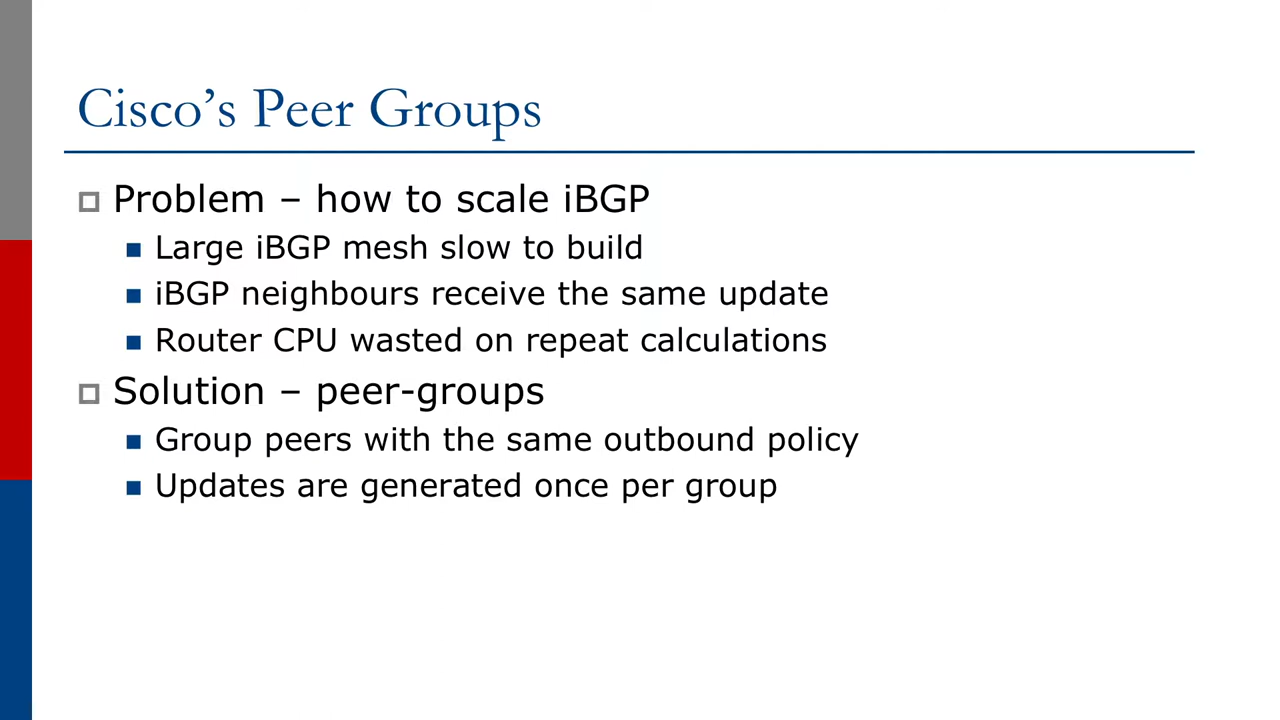 Cisco’s Peer Groups
Problem – how to scale iBGP
Large iBGP mesh slow to build
iBGP neighbours receive the same update
Router CPU wasted on repeat calculations
Solution – peer-groups
Group peers with the same outbound policy
Updates are generated once per group